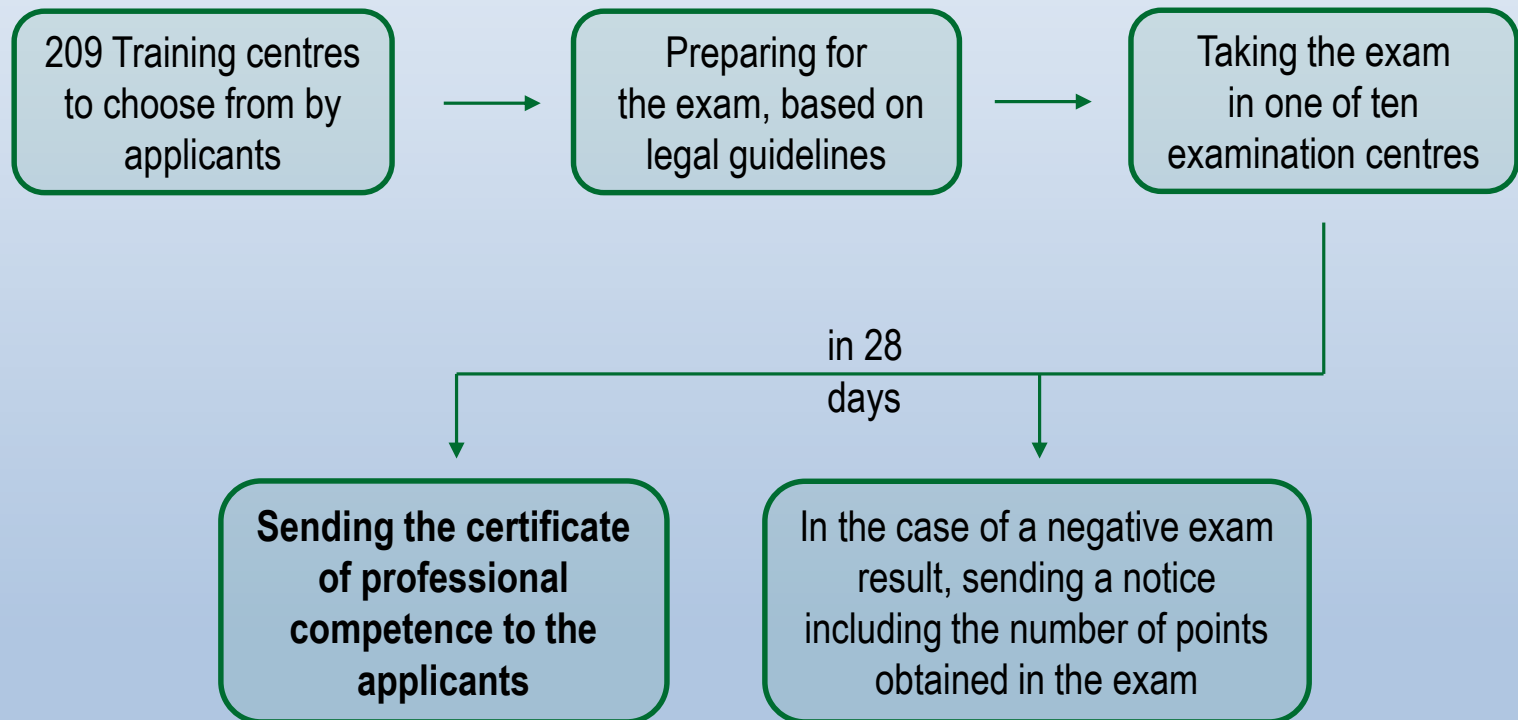 209 Training centres
to choose from by
applicants
Preparing for
the exam, based on
legal guidelines
Taking the exam
in one of ten
examination centres
in 28
days
Sending the certificate
of professional
competence to the
applicants
In the case of a negative exam
result, sending a notice
including the number of points
obtained in the exam